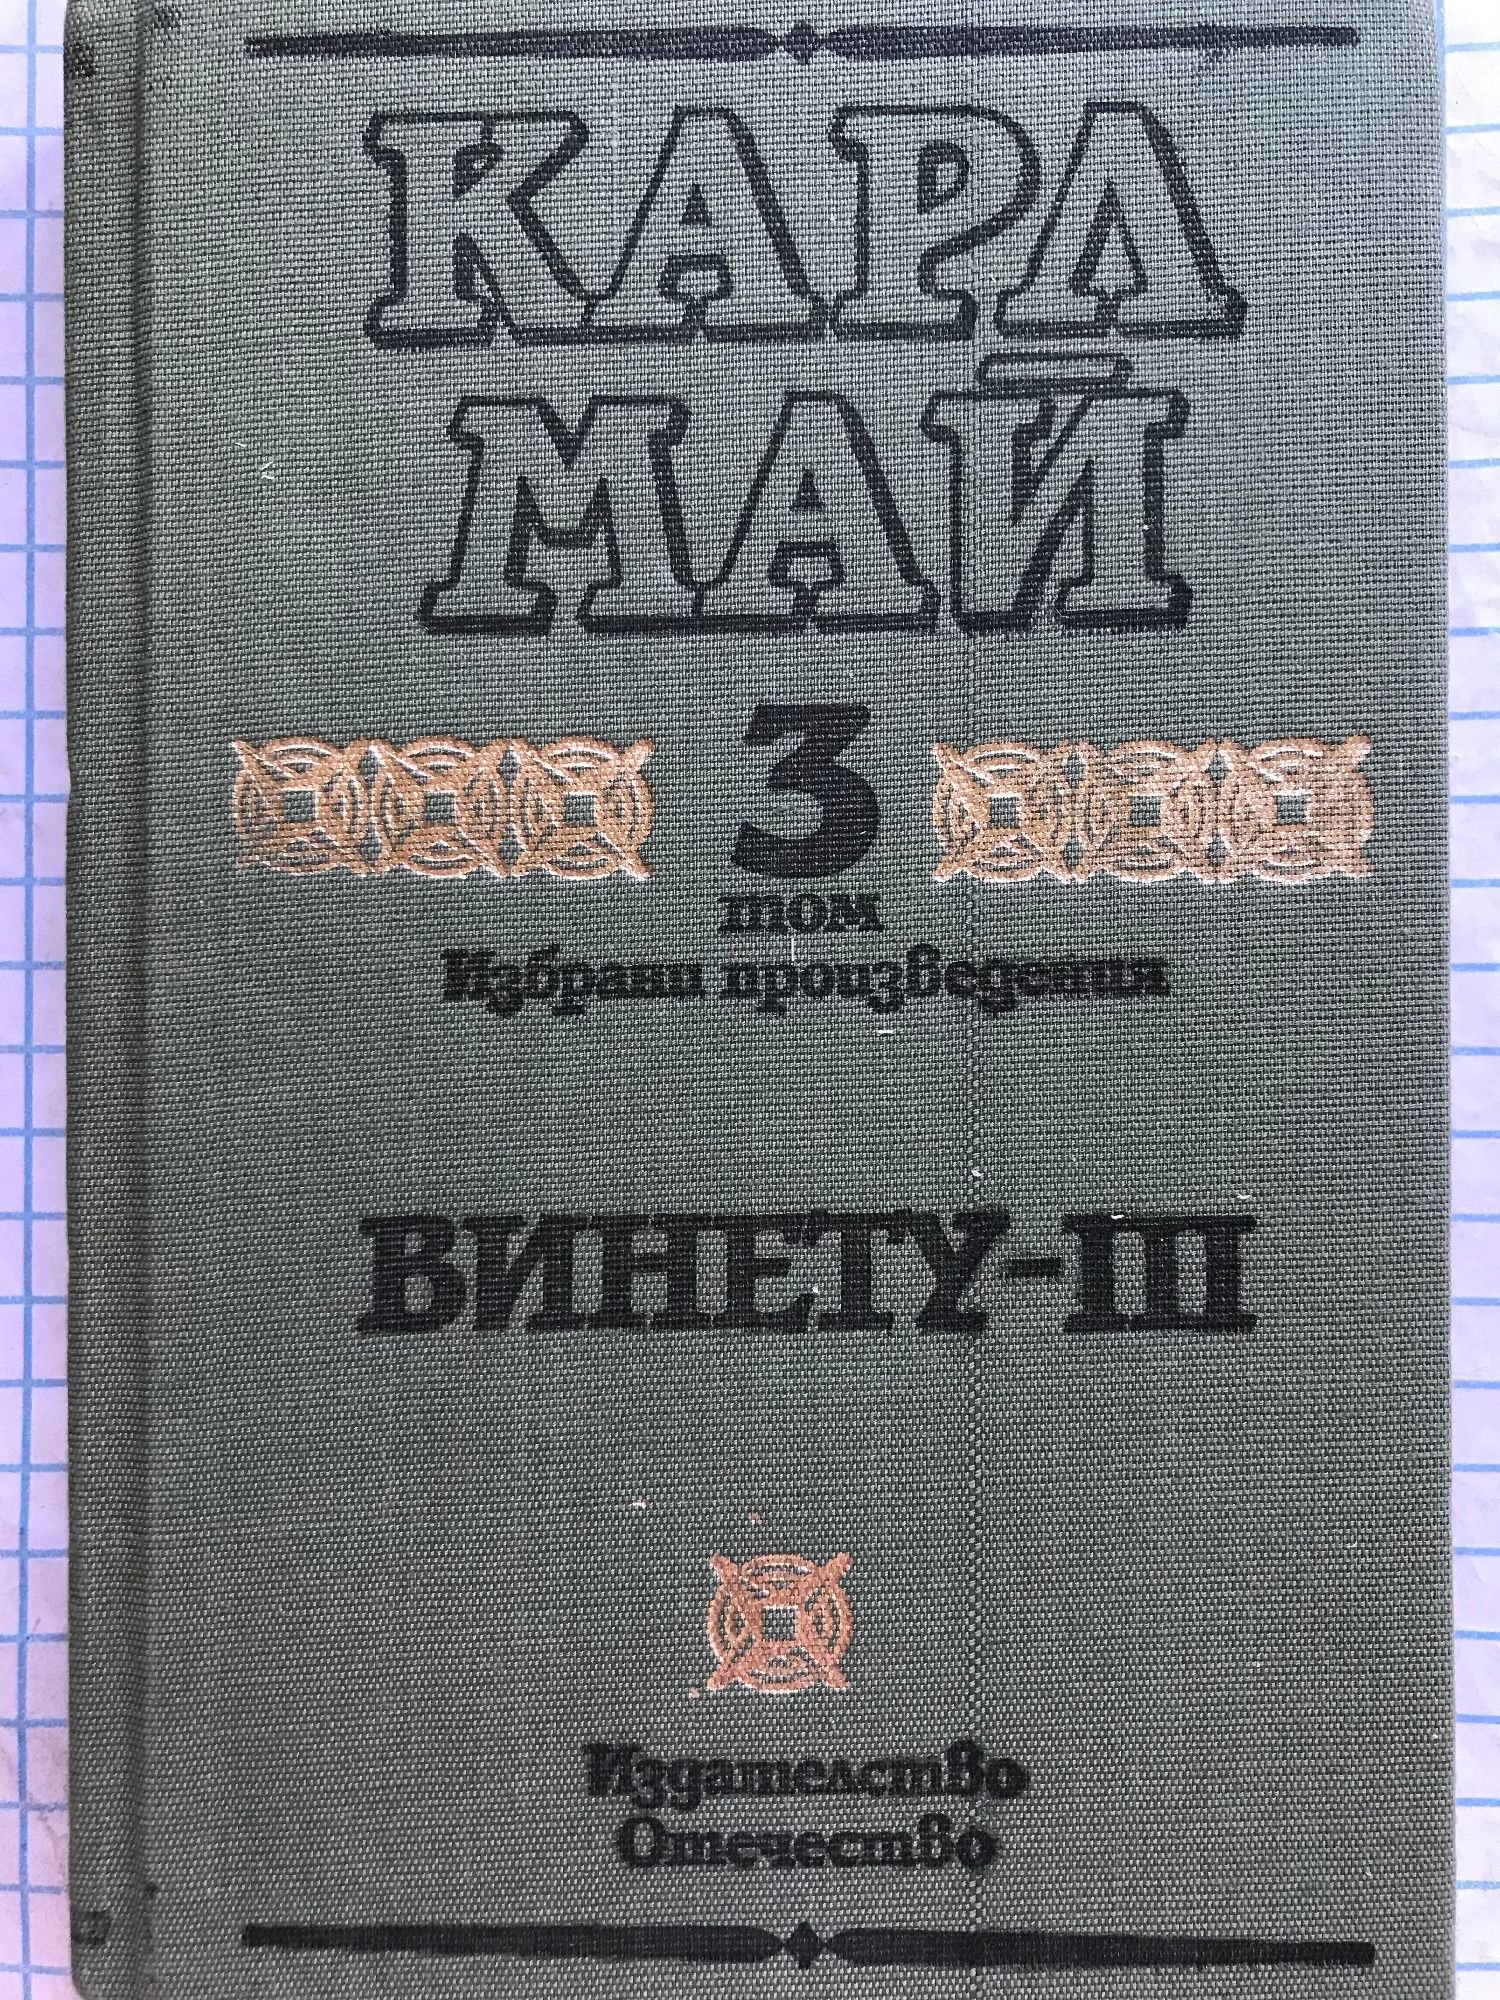 КАРЛ
МАЙ
3
том
Избрани произведения
ВИНЕТУ-III
Издателство
Отечество